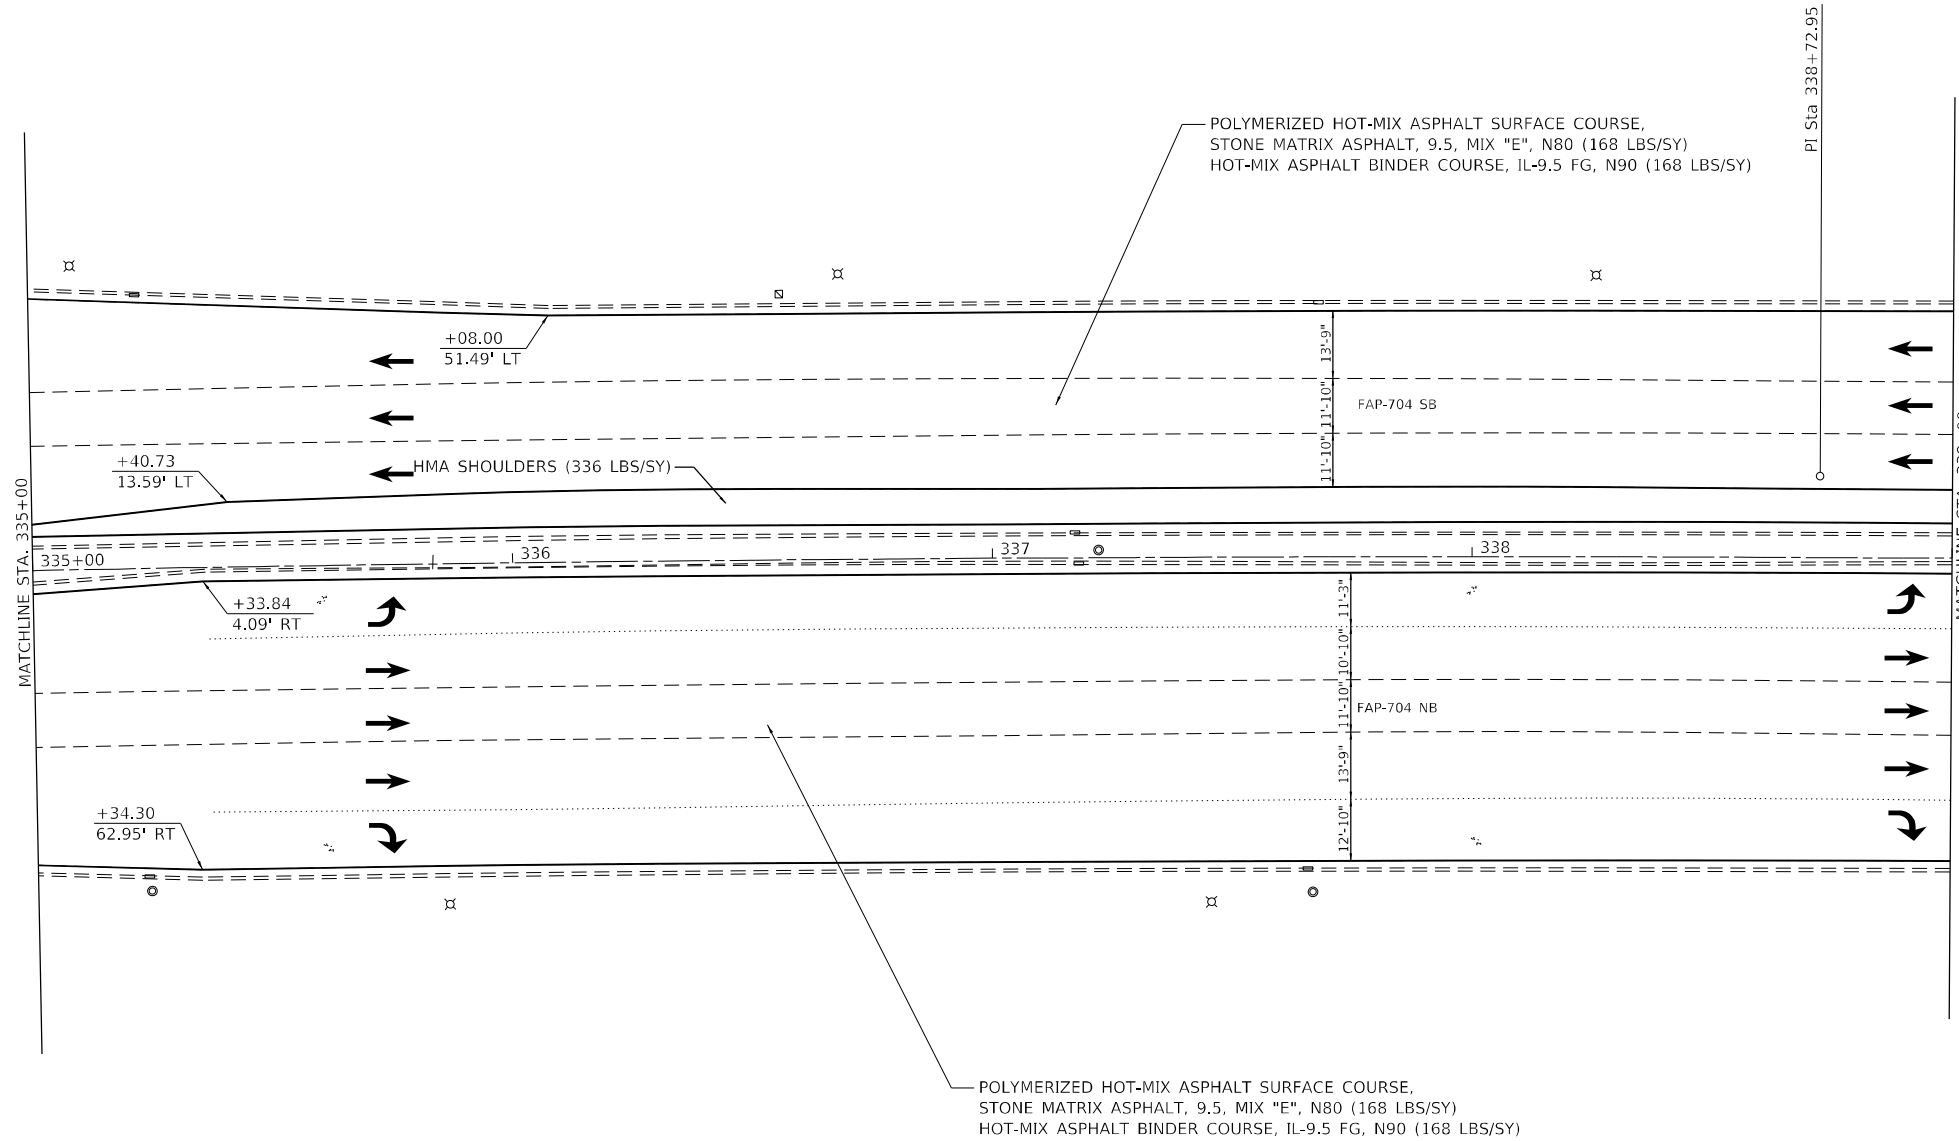 PI Sta 338+72.95
POLYMERIZED HOT-MIX ASPHALT SURFACE COURSE,
STONE MATRIX ASPHALT, 9.5, MIX "E", N80 (168 LBS/SY)
HOT-MIX ASPHALT BINDER COURSE, IL-9.5 FG, N90 (168 LBS/SY)
+08.00
51.49' LT
13'-9"
11'-10"
FAP-704 SB
11'-10"
+40.73
13.59' LT
HMA SHOULDERS (336 LBS/SY)
MATCHLINE STA. 335+00
335+00
336
337
338
+33.84
4.09' RT
11'-3"
10'-10"
11'-10"
FAP-704 NB
13'-9"
12'-10"
+34.30
62.95' RT
POLYMERIZED HOT-MIX ASPHALT SURFACE COURSE,
STONE MATRIX ASPHALT, 9.5, MIX "E", N80 (168 LBS/SY)
HOT-MIX ASPHALT BINDER COURSE, IL-9.5 FG, N90 (168 LBS/SY)